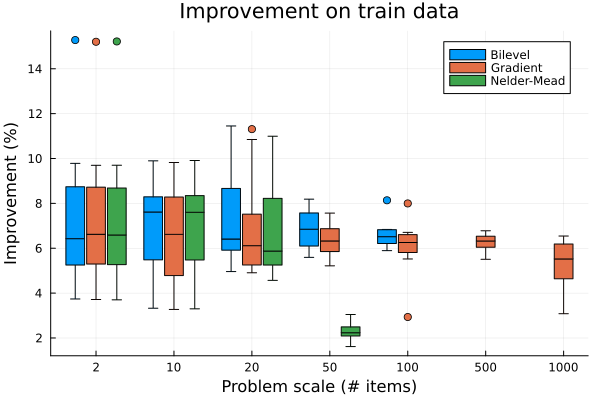 Improvement on train data
Bilevel
Gradient
Nelder-Mead
Improvement (%)
14
12
10
8
6
4
2
2 10 20 50 100 500 1000
Problem scale (# items)